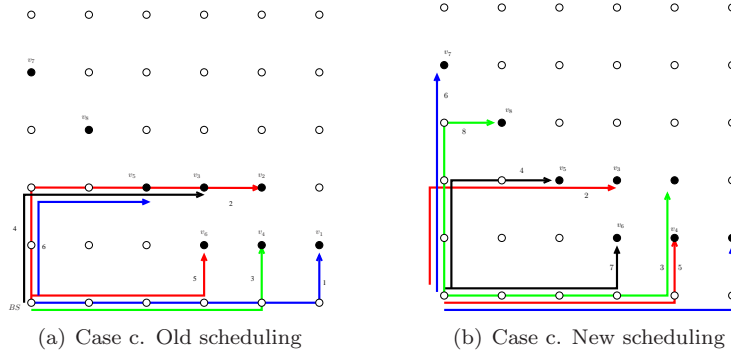 v7
v8
v5
v3
v2
2
4
6
v6
v4
v1
5
3
1
BS
(a) Case c. Old scheduling
v7
6
v8
8
4
v5
v3
2
v6
v4
7
3
5
(b) Case c. New scheduling